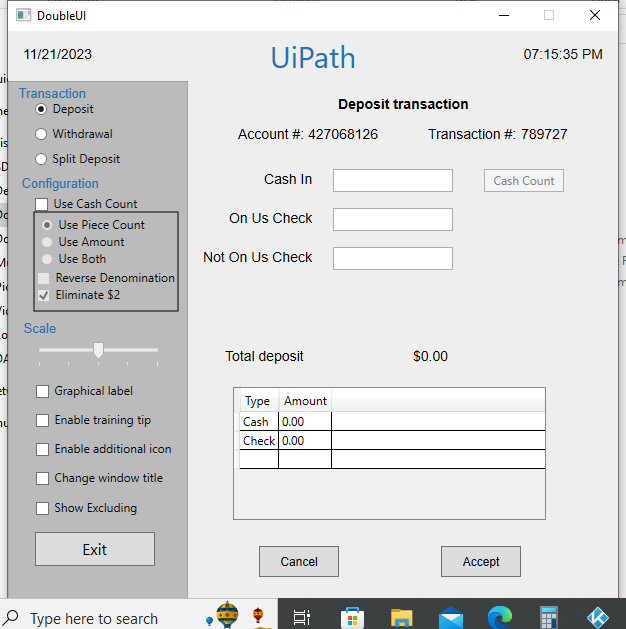 DoubleUI
11/21/2023
UiPath
07:15:35 PM
Transaction
Deposit
Withdrawal
Split Deposit
Configuration
Use Cash Count
Use Piece Count
Use Amount
Use Both
Reverse Denomination
Eliminate $2
Scale
Graphical label
Enable training tip
Enable additional icon
Change window title
Show Excluding
Exit
Deposit transaction
Account #: 427068126 Transaction #: 789727
Cash In
Cash Count
On Us Check
Not On Us Check
Total deposit $0.00
Type Amount
Cash 0.00
Check 0.00
Cancel Accept
Type here to search